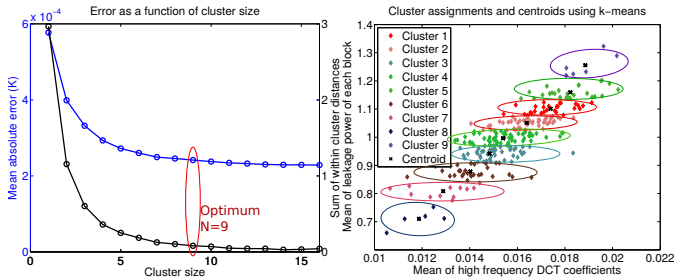 Error as a function of cluster size
6 x 10⁻⁴
5
4
3
2
1
0
Mean absolute error
(K)
0
5
10
15
Cluster size
3
2
1
0
Sum of within cluster distances
Optimum
N=9
Cluster assignments and centroids using k-means
Mean of leakage power of each block
1.3
1.2
1.1
1
0.9
0.8
0.7
Cluster 1
Cluster 2
Cluster 3
Cluster 4
Cluster 5
Cluster 6
Cluster 7
Cluster 8
Cluster 9
Centroid
0.01
0.012
0.014
0.016
0.018
0.02
0.022
Mean of high frequency DCT coefficients